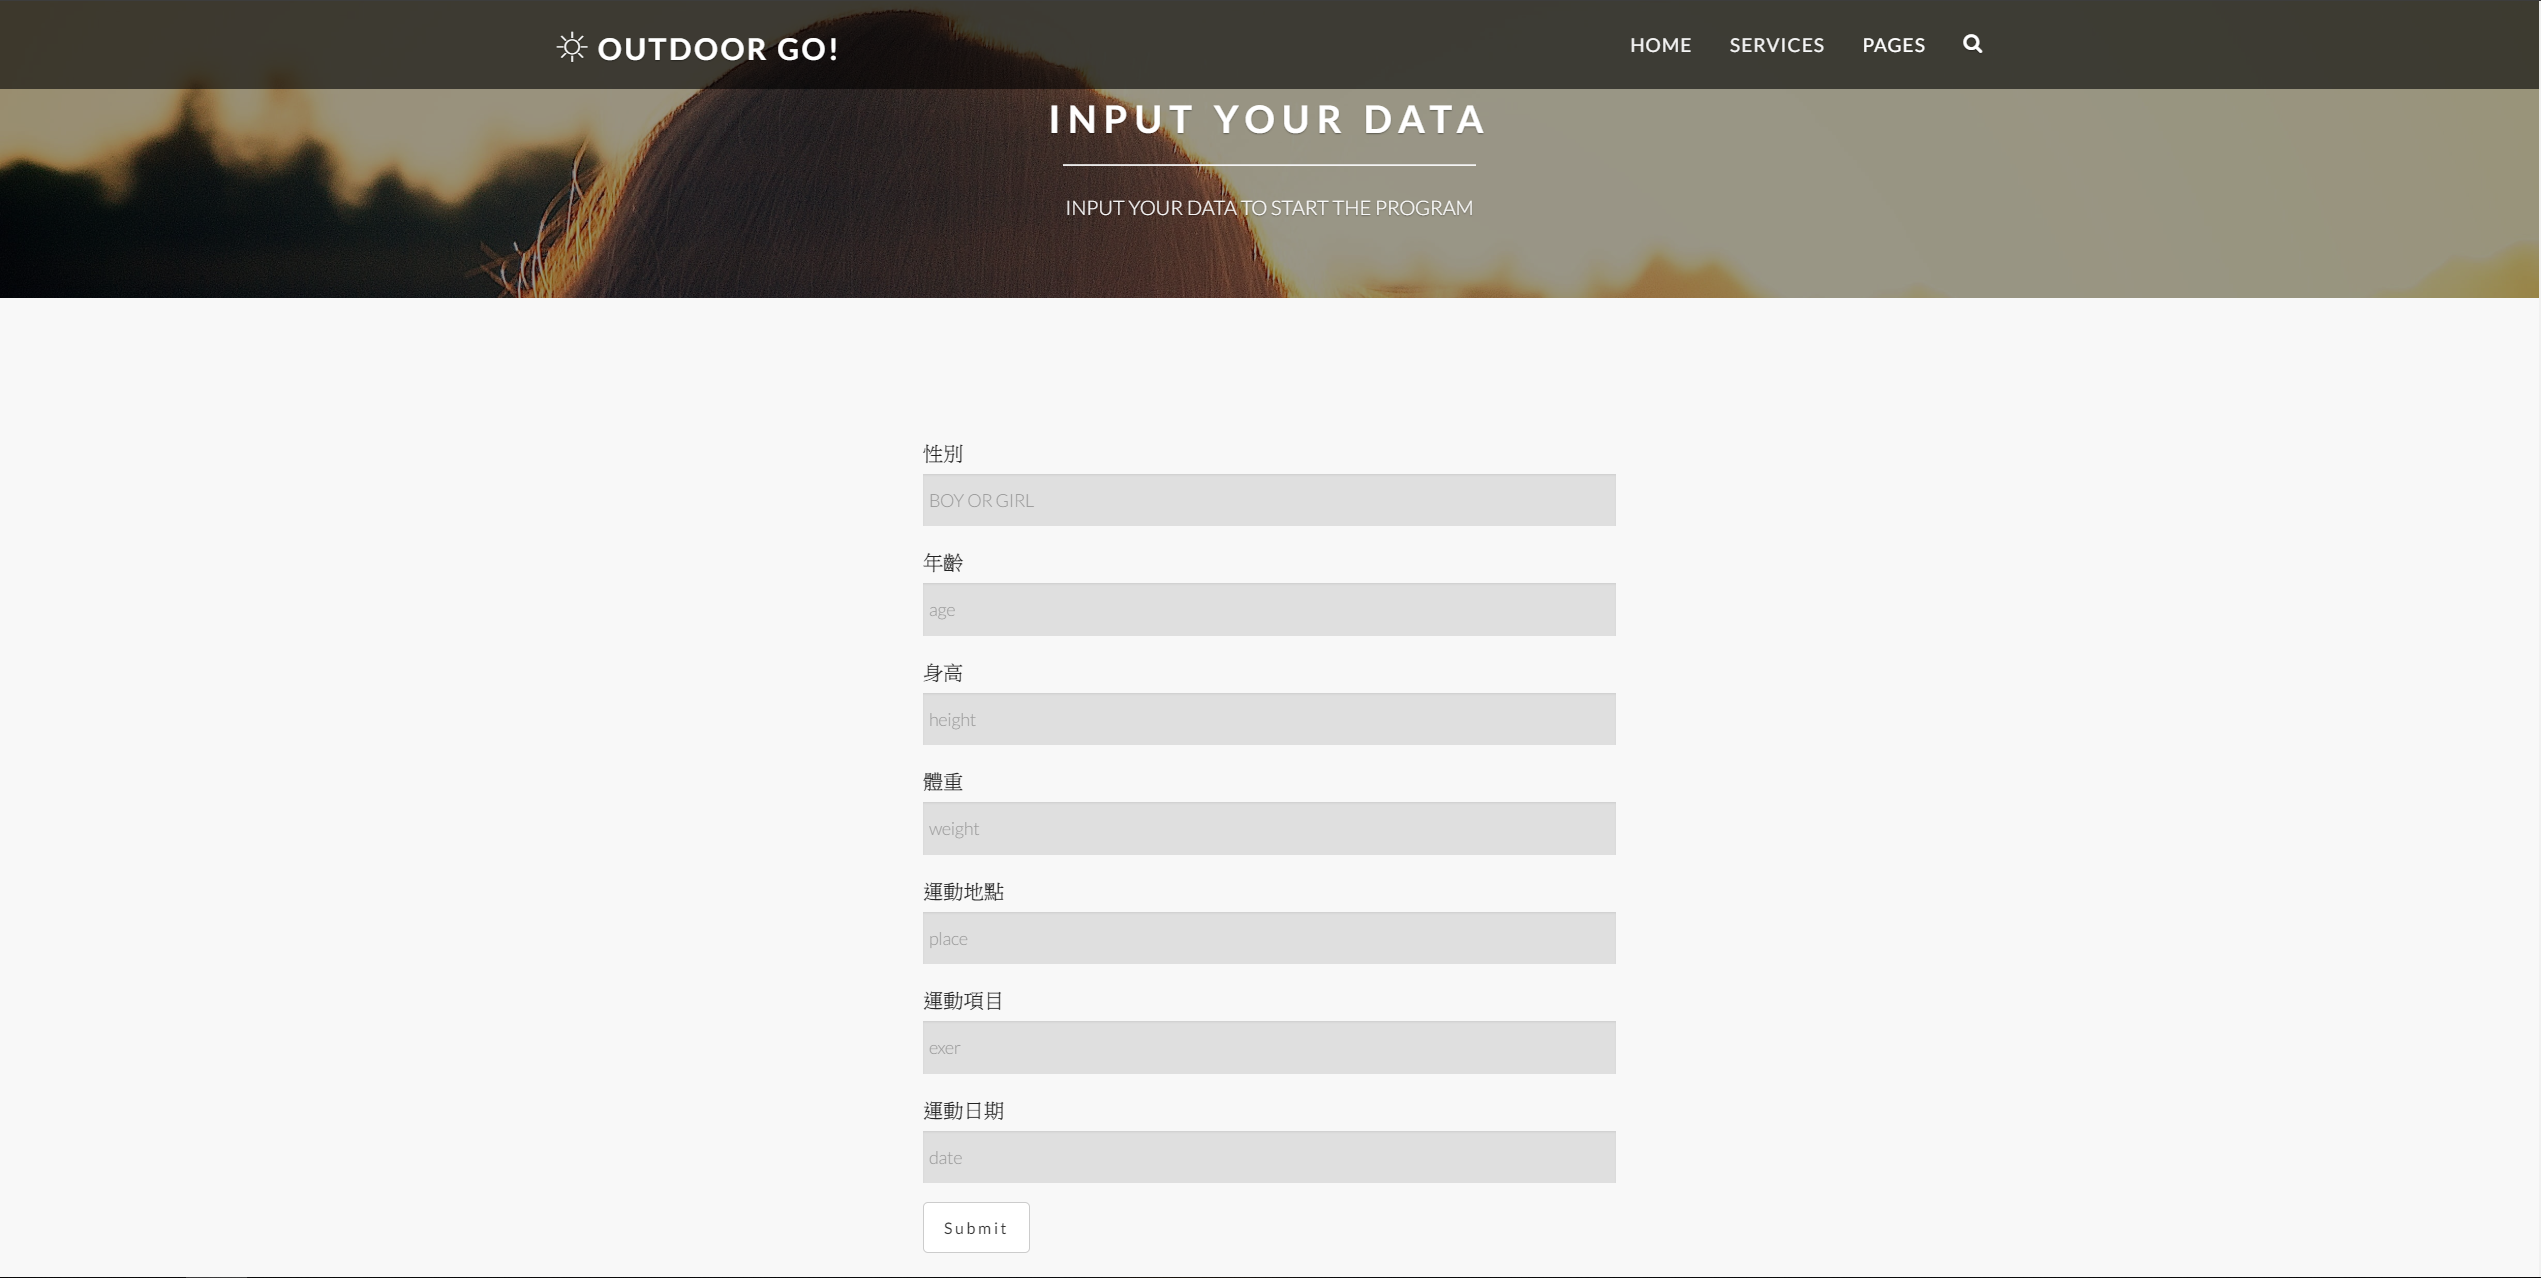 OUTDOOR GO!
HOME SERVICES PAGES
INPUT YOUR DATA
INPUT YOUR DATA TO START THE PROGRAM
性別
BOY OR GIRL
年齡
age
身高
height
體重
weight
運動地點
place
運動項目
exer
運動日期
date
Submit